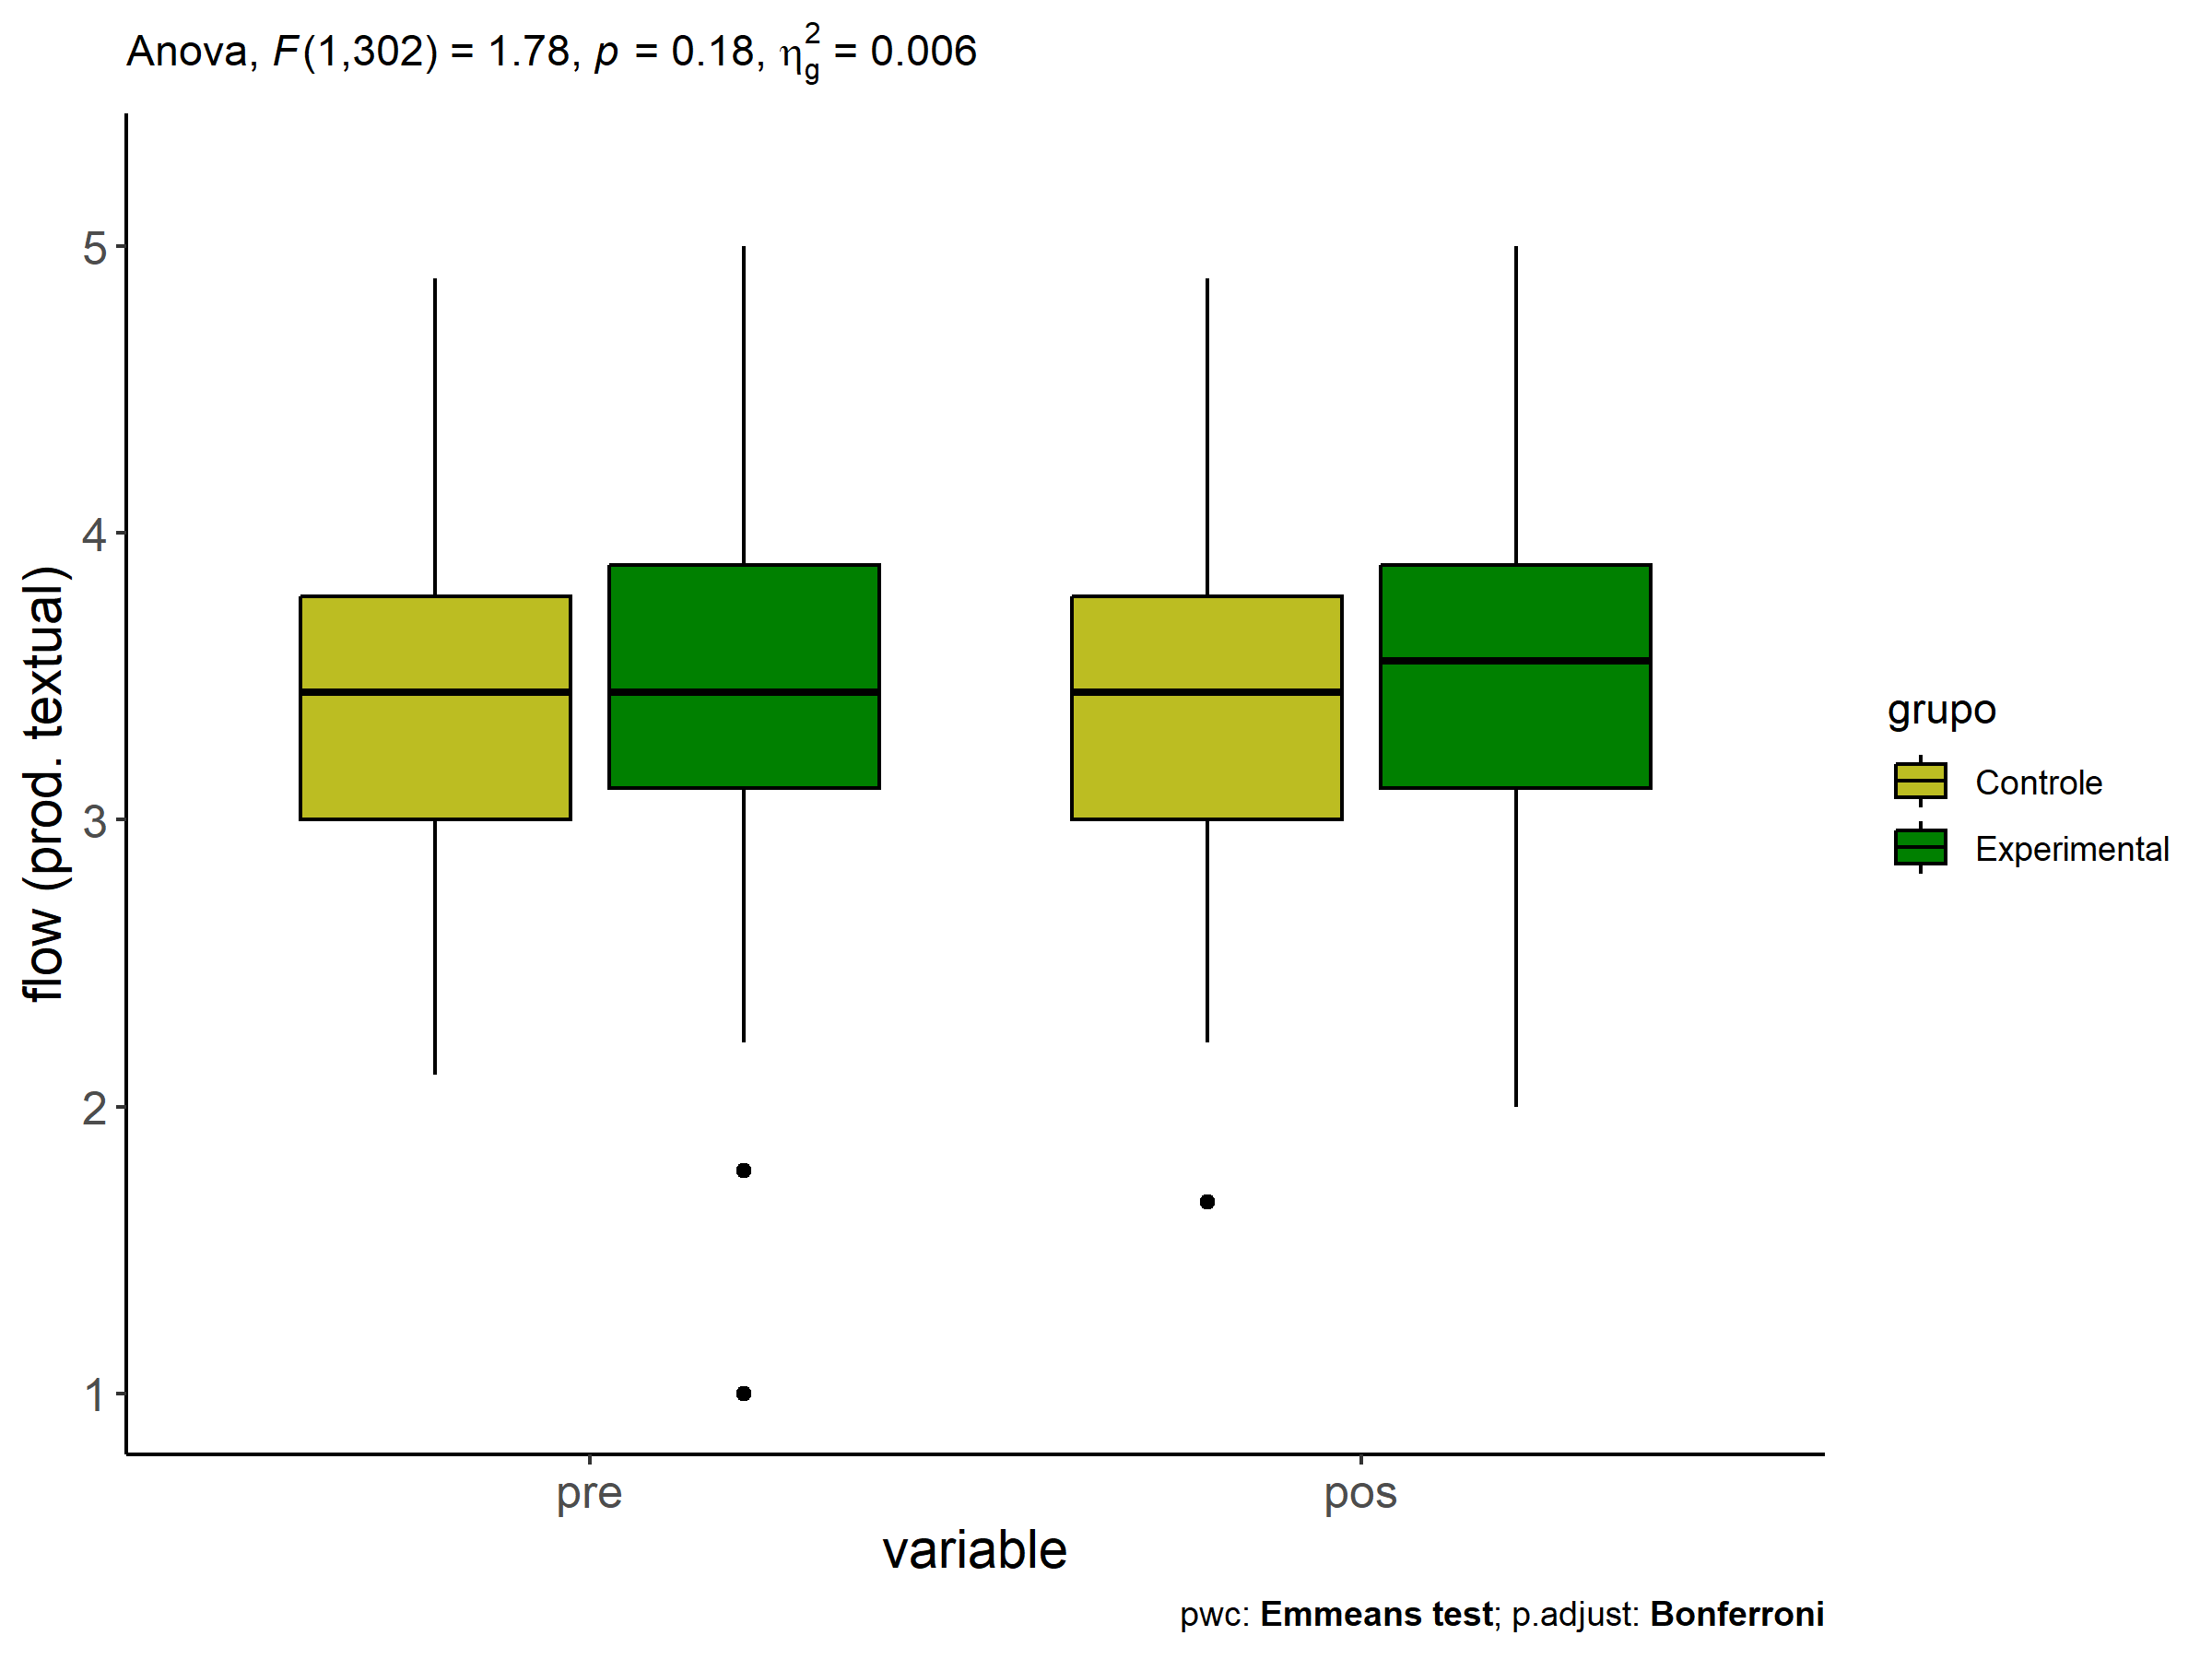 Anova, F(1,302) = 1.78, p = 0.18, η²g = 0.006
flow (prod. textual)
5
4
3
2
1
pre pos
variable
grupo
Controle
Experimental
pwc: Emmeans test; p.adjust: Bonferroni